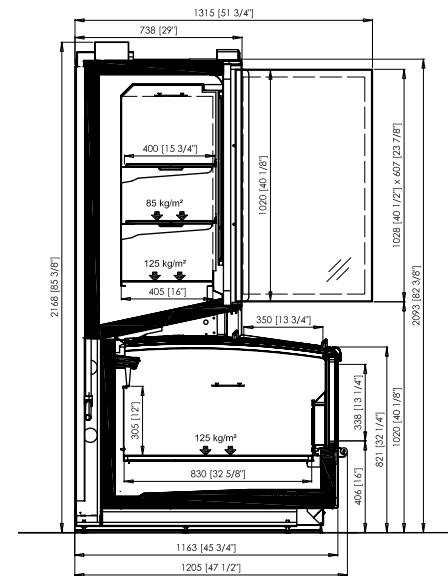 1315 [51 3/4"]
738 [29"]
400 [15 3/4"]
85 kg/m²
125 kg/m²
405 [16"]
1020 [40 1/8"]
1028 [40 1/2"] x 607 [23 7/8"]
2168 [85 3/8"]
2093 [82 3/8"]
350 [13 3/4"]
305 [12"]
125 kg/m²
830 [32 5/8"]
338 [13 1/4"]
406 [16"]
821 [32 1/4"]
1020 [40 1/8"]
1163 [45 3/4"]
1205 [47 1/2"]